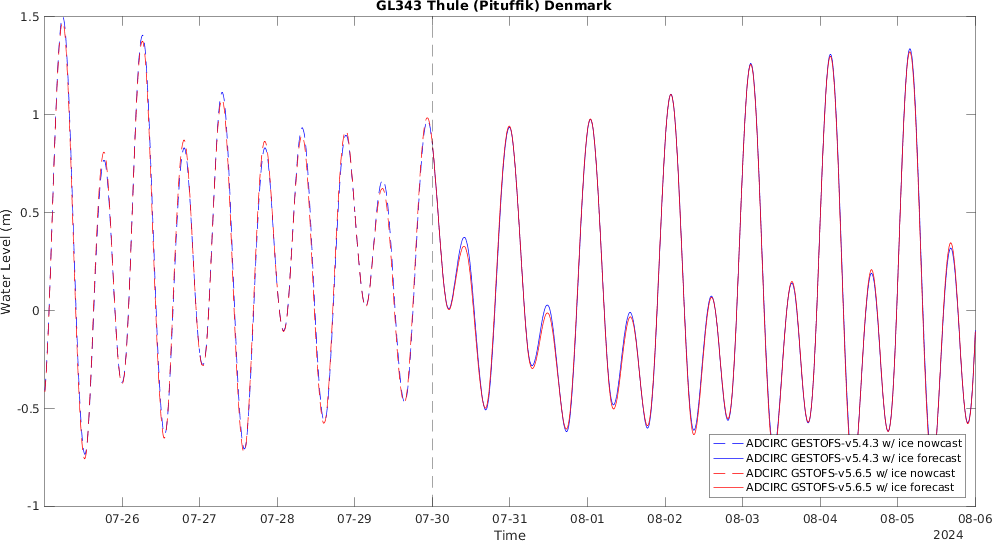 GL343 Thule (Pituffik) Denmark
1.5
1
0.5
0
-0.5
-1
Water Level (m)
ADCIRC GESTOFS-v5.4.3 w/ ice nowcast
ADCIRC GESTOFS-v5.4.3 w/ ice forecast
ADCIRC GSTOFS-v5.6.5 w/ ice nowcast
ADCIRC GSTOFS-v5.6.5 w/ ice forecast
07-26 07-27 07-28 07-29 07-30 07-31 08-01 08-02 08-03 08-04 08-05 08-06
Time
2024